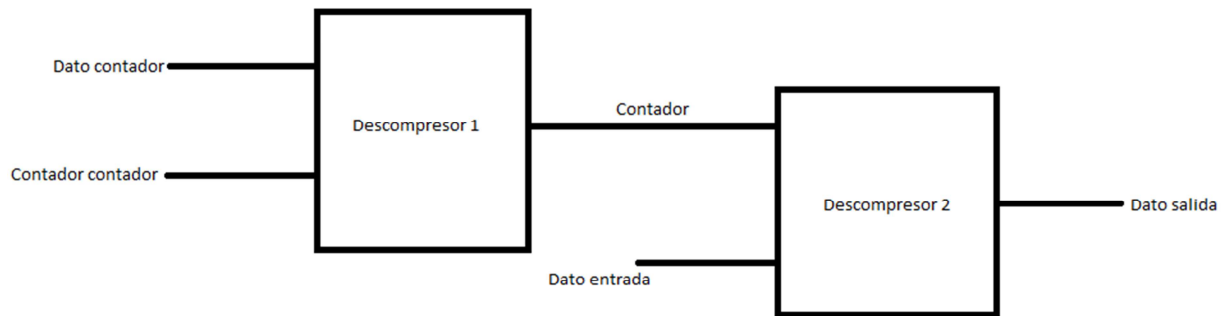 Dato contador
Descompresor 1
Contador contador
Contador
Descompresor 2
Dato entrada
Dato salida